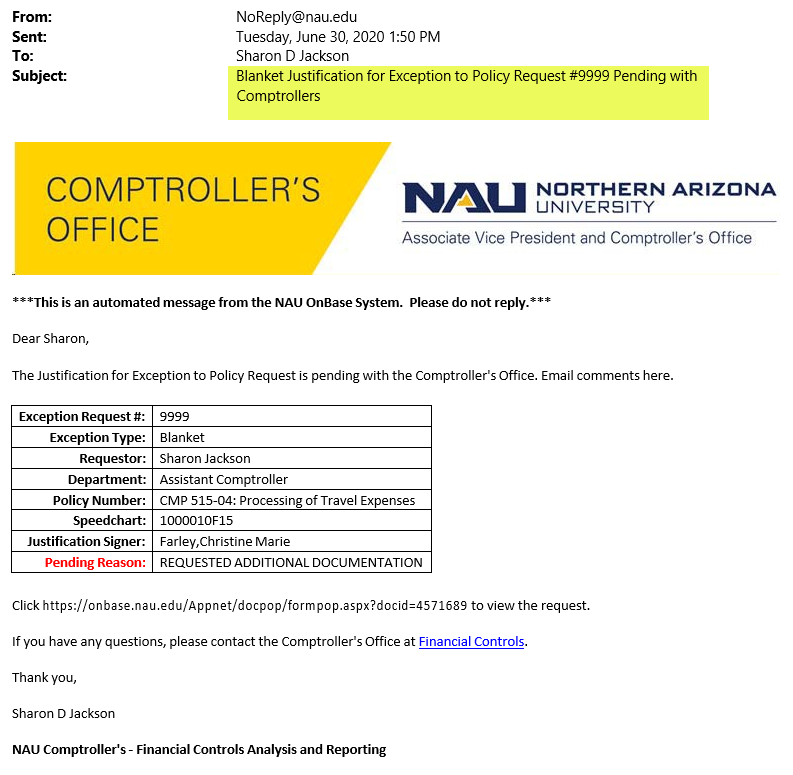 From: NoReply@nau.edu
Sent: Tuesday, June 30, 2020 1:50 PM
To: Sharon D Jackson
Subject: Blanket Justification for Exception to Policy Request #9999 Pending with
Comptrollers
COMPTROLLER'S
OFFICE
NAU NORTHERN ARIZONA
UNIVERSITY
Associate Vice President and Comptroller's Office
***This is an automated message from the NAU OnBase System.  Please do not reply.***
Dear Sharon,
The Justification for Exception to Policy Request is pending with the Comptroller's Office. Email comments here.
Exception Request #: 9999
Exception Type: Blanket
Requestor: Sharon Jackson
Department: Assistant Comptroller
Policy Number: CMP 515-04: Processing of Travel Expenses
Speedchart: 1000010F15
Justification Signer: Farley,Christine Marie
Pending Reason: REQUESTED ADDITIONAL DOCUMENTATION
Click https://onbase.nau.edu/Appnet/docpop/formpop.aspx?docid=4571689 to view the request.
If you have any questions, please contact the Comptroller's Office at Financial Controls.
Thank you,
Sharon D Jackson
NAU Comptroller's - Financial Controls Analysis and Reporting